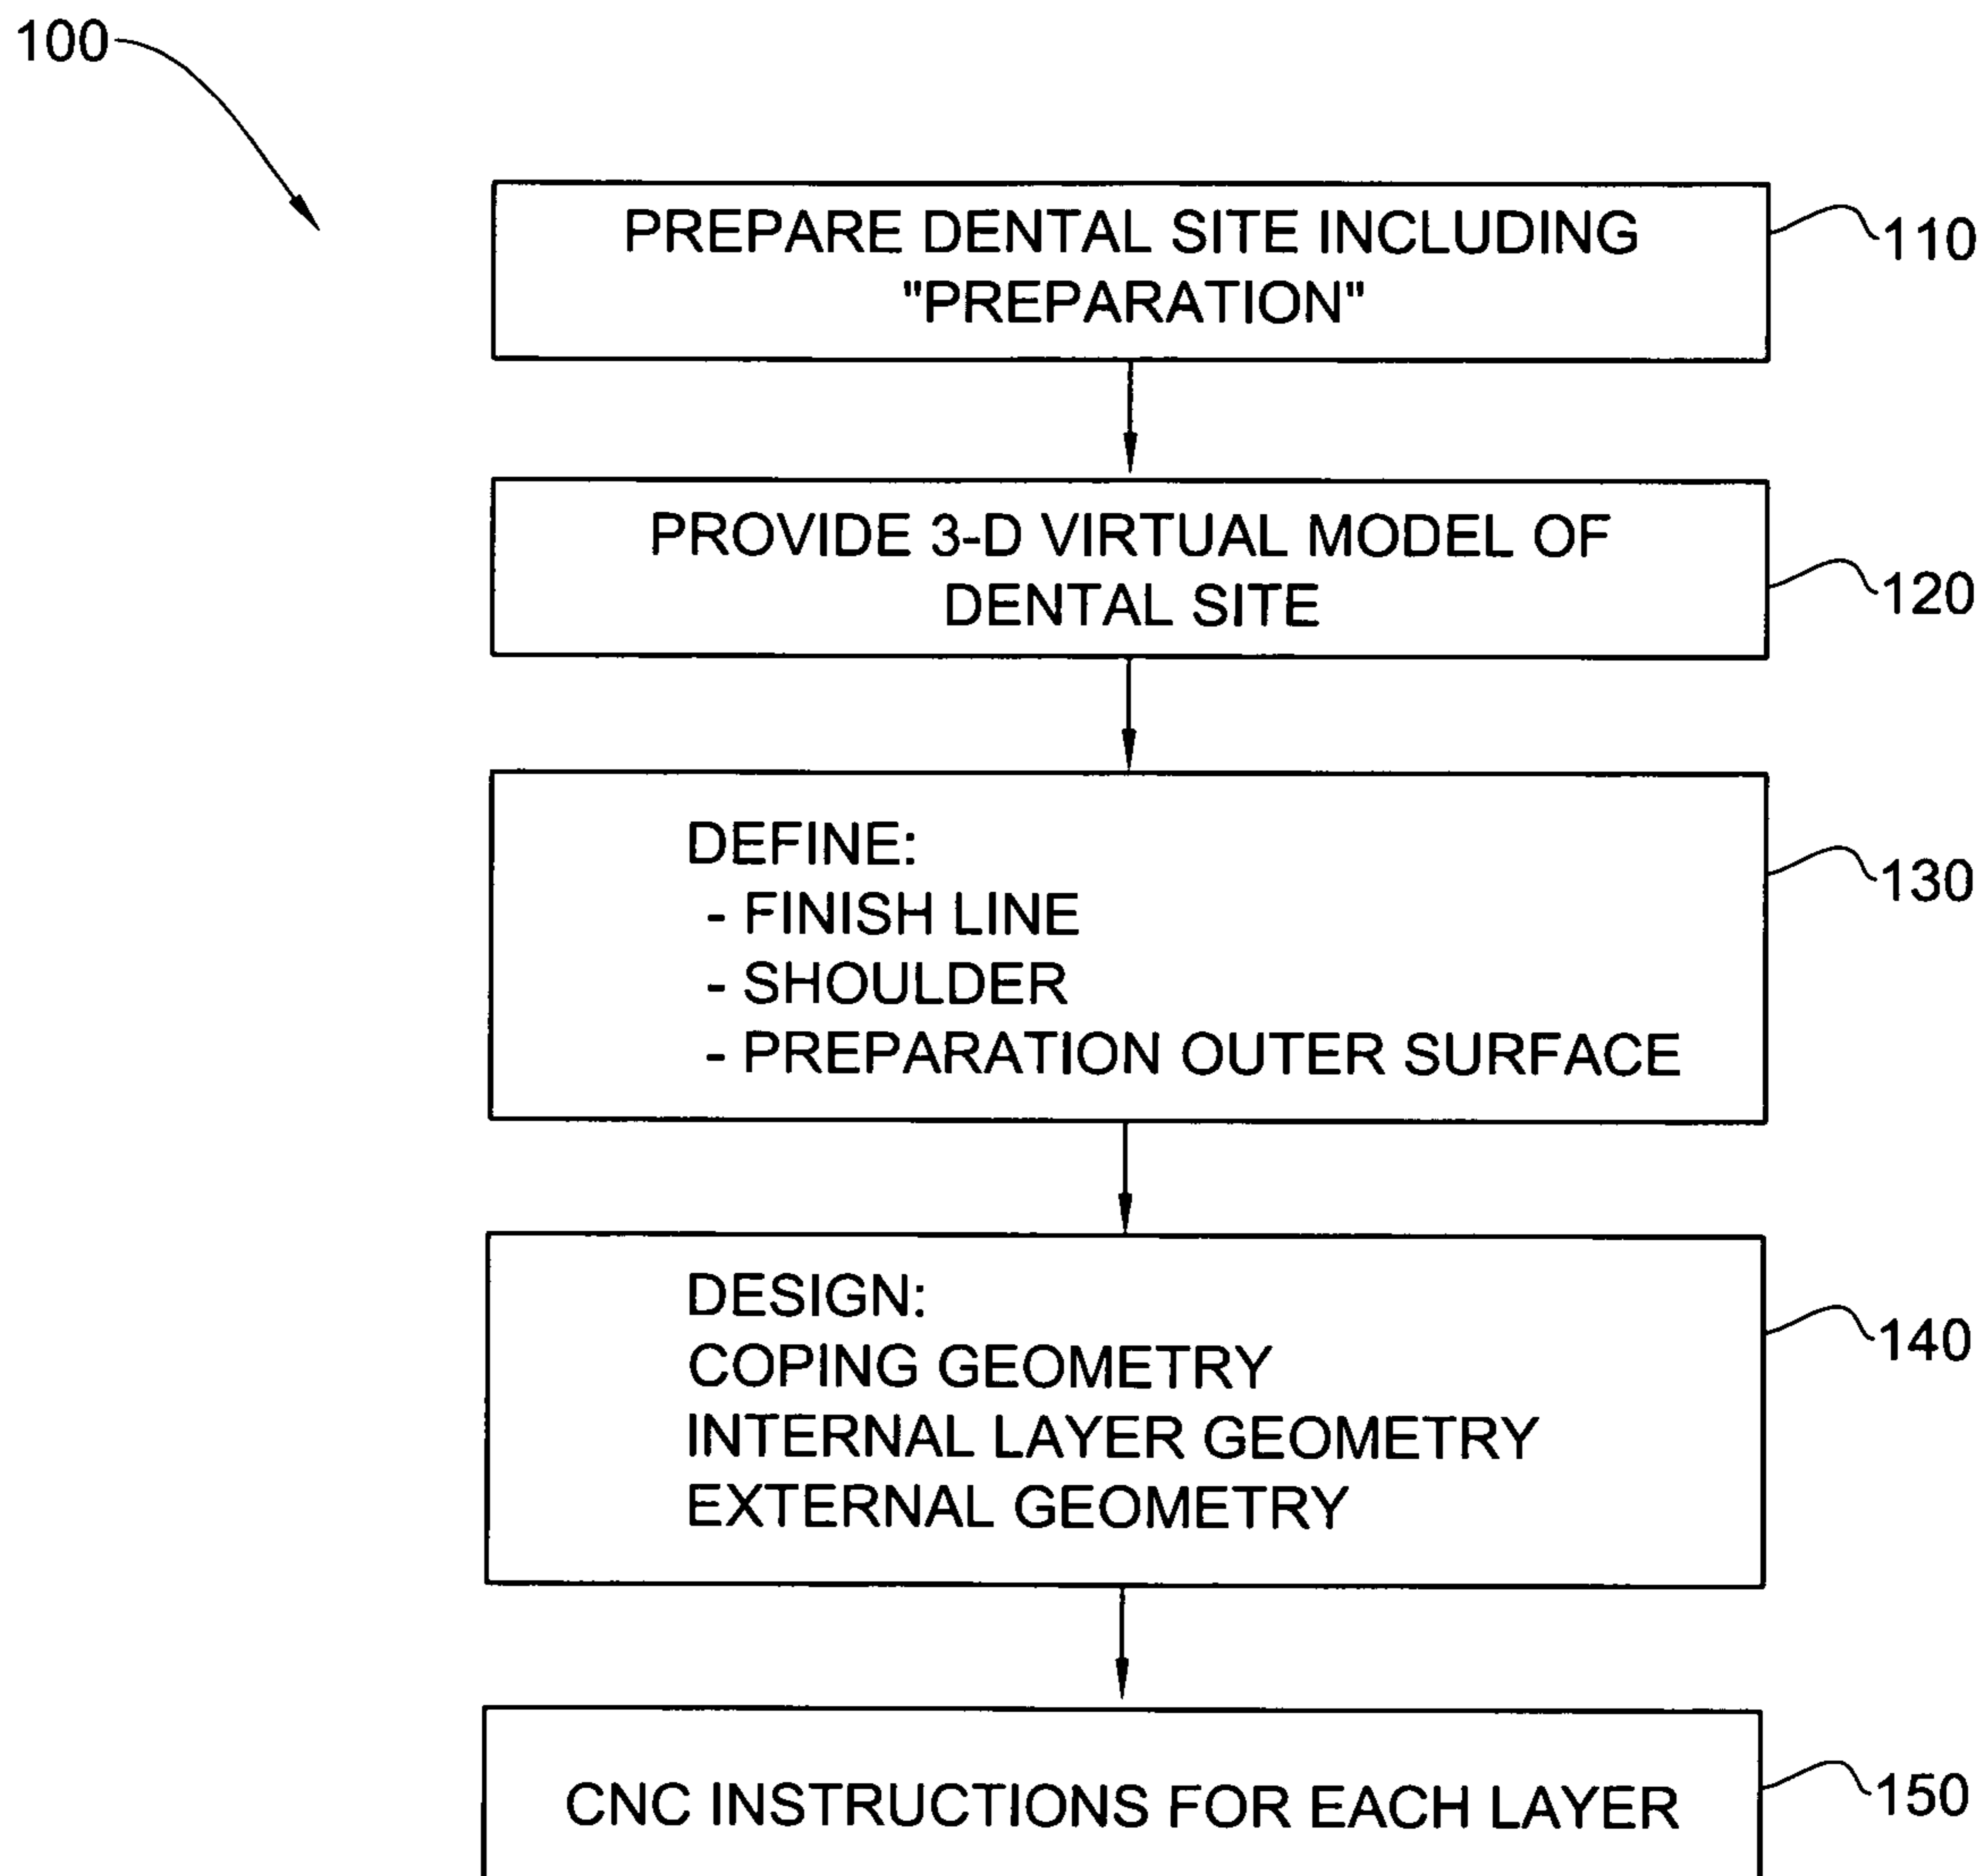 100
PREPARE DENTAL SITE INCLUDING
"PREPARATION"
110
PROVIDE 3-D VIRTUAL MODEL OF
DENTAL SITE
120
DEFINE:
- FINISH LINE
- SHOULDER
- PREPARATION OUTER SURFACE
130
DESIGN:
COPING GEOMETRY
INTERNAL LAYER GEOMETRY
EXTERNAL GEOMETRY
140
CNC INSTRUCTIONS FOR EACH LAYER
150